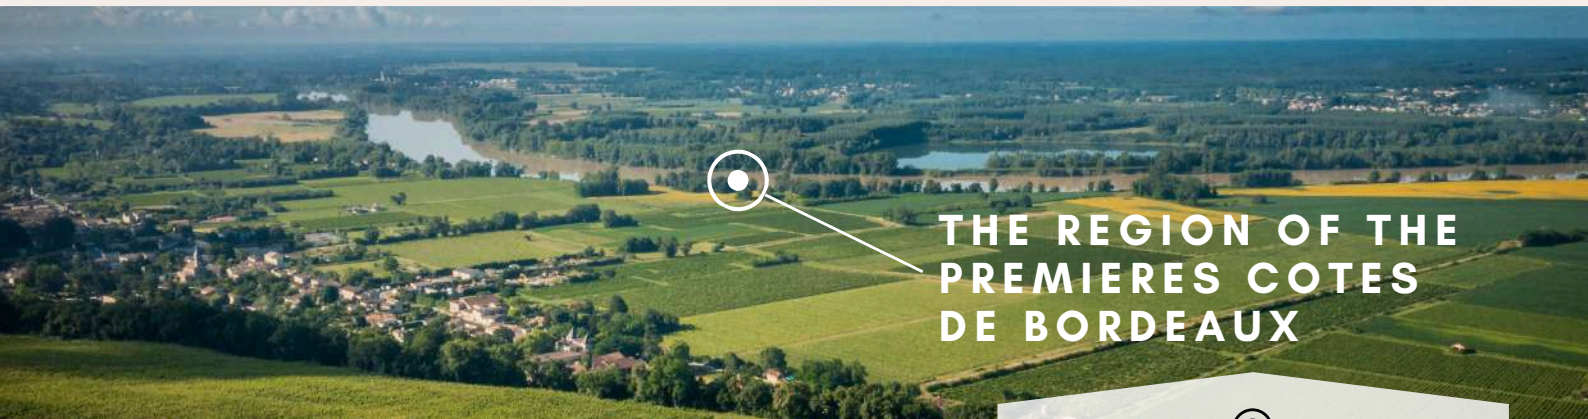 THE REGION OF THE
PREMIERES COTES
DE BORDEAUX